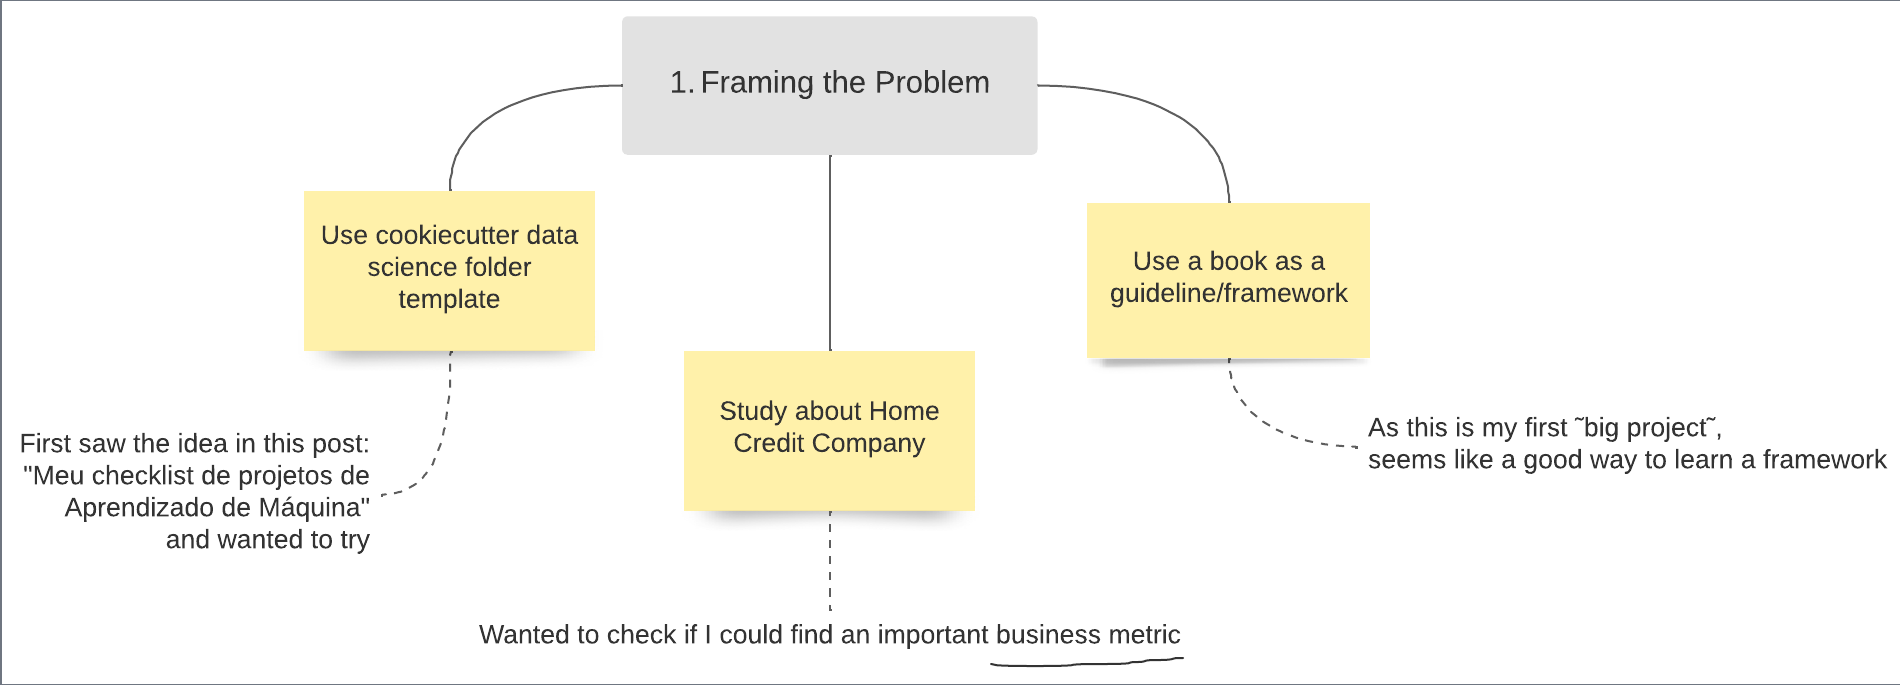 1. Framing the Problem
Use cookiecutter data
science folder
template
Use a book as a
guideline/framework
Study about Home
Credit Company
First saw the idea in this post:
"Meu checklist de projetos de
Aprendizado de Máquina"
and wanted to try
As this is my first ˜big project˜,
seems like a good way to learn a framework
Wanted to check if I could find an important business metric